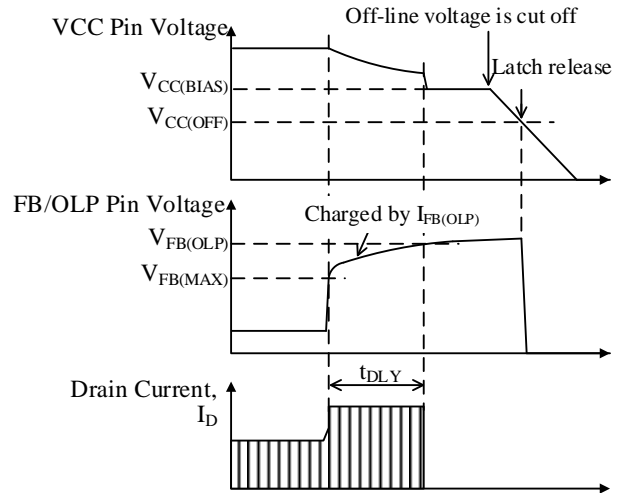 Off-line voltage is cut off
VCC Pin Voltage
Latch release
VCC(BIAS)
VCC(OFF)
FB/OLP Pin Voltage
Charged by IFB(OLP)
VFB(OLP)
VFB(MAX)
tDLY
Drain Current,
ID